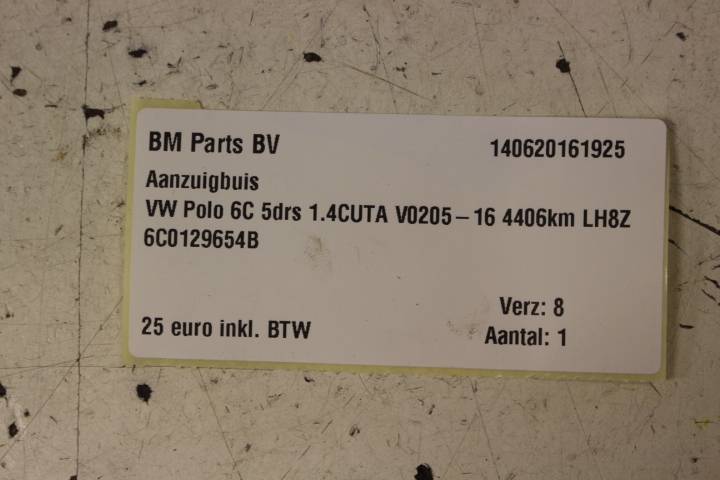 BM Parts BV 140620161925
Aanzuigbuis
VW Polo 6C 5drs 1.4CUTA V0205-16 4406km LH8Z
6C0129654B
Verz: 8
25 euro inkl. BTW Aantal: 1